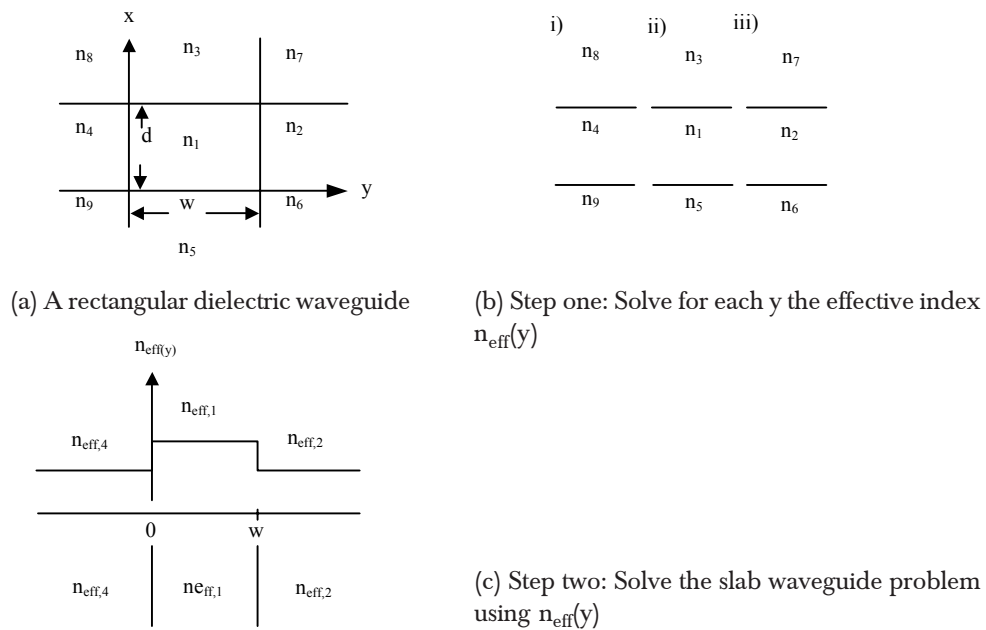 x
n₈ n₃ n₇
n₄ d n₁ n₂
y
n₉ w n₆
n₅
(a) A rectangular dielectric waveguide
i) ii) iii)
n₈ n₃ n₇
n₄ n₁ n₂
n₉ n₅ n₆
(b) Step one: Solve for each y the effective index
nₑff(y)
nₑff(y)
nₑff,₁
nₑff,₄ nₑff,₂
0 w
nₑff,₄ neff,₁ nₑff,₂
(c) Step two: Solve the slab waveguide problem
using nₑff(y)